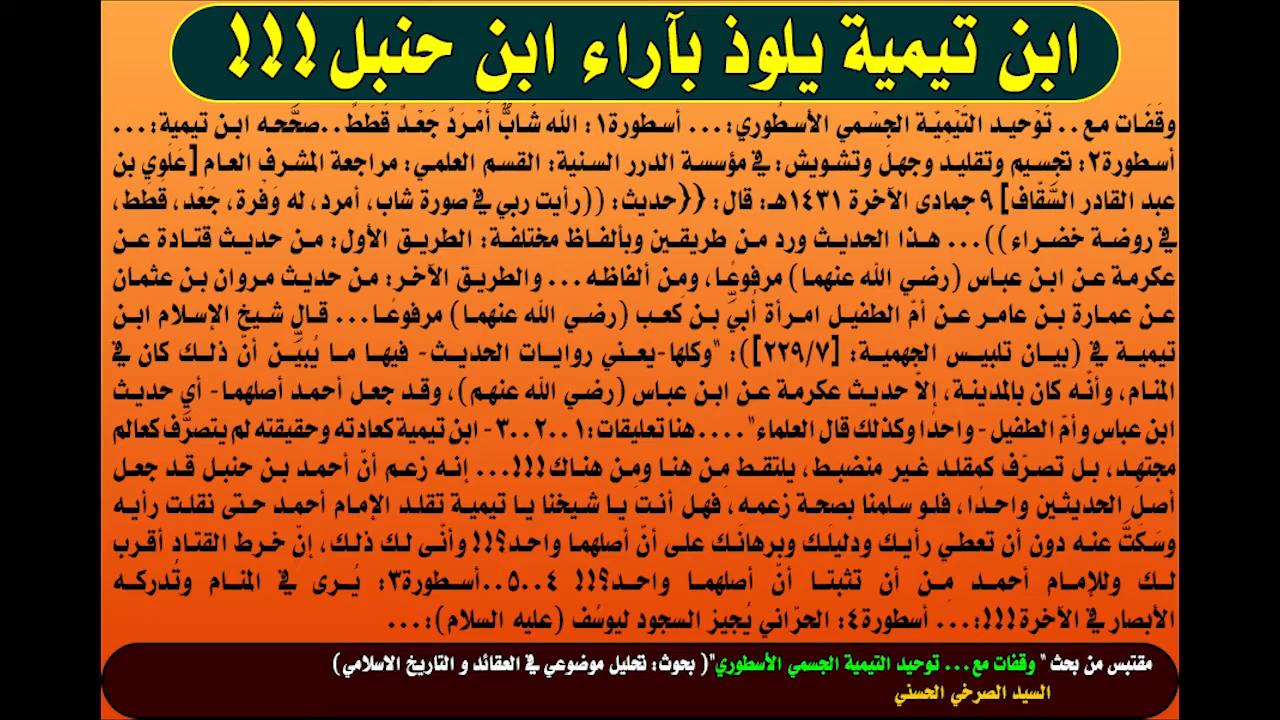 ابن تيمية يلوذ بآراء ابن حنبل!!!
وَقَفَات مع.. تَوْحيد التَيْمِيّة الجِسْمي الأسطُوري:... أسطورة١: الله شَابٌّ أَمْرَدٌ جَعْدٌ قَطَطٌ..صحَّحه ابن تيمية:...
أسطورة٢: تجسيم وتقليد وجهل وتشويش: في مؤسسة الدرر السنية: القسم العلمي: مراجعة المشرف العام [عَلَوي بن
عبد القادر السَّقّاف] ٩ جمادى الآخرة ١٤٣١هـ: قال: {{حديث: ((رأيت ربي في صورة شاب، أمرد، له وَفرة، جَعْد، قَطَط،
في روضة خضراء))... هذا الحديث ورد من طريقين وبألفاظ مختلفة: الطريق الأول: من حديث قتادة عن
عكرمة عن ابن عباس (رضي الله عنهما) مرفوعًا، ومن ألفاظه... والطريق الآخر: من حديث مروان بن عثمان
عن عمارة بن عامر عن أمّ الطفيل امرأة أُبيِّ بن كعب (رضي الله عنهما) مرفوعًا... قال شيخ الإسلام ابن
تيمية في (بيان تلبيس الجهمية: [٢٢٩/٧]): "وكلها-يعني روايات الحديث- فيها ما يُبيِّن أنّ ذلك كان في
المنام، وأنّه كان بالمدينة، إلا حديث عكرمة عن ابن عباس (رضي الله عنهم)، وقد جعل أحمد أصلهما- أي حديث
ابن عباس وأمّ الطفيل - واحدًا وكذلك قال العلماء"....هنا تعليقات:١..٢..٣- ابن تيمية كعادته وحقيقته لم يتصرَّف كعالم
مجتهد، بل تصرّف كمقلد غير منضبط، يلتقط مِن هنا ومِن هناك!!!... إنه زعم أنّ أحمد بن حنبل قد جعل
أصل الحديثين واحدًا، فلو سلمنا بصحة زعمه، فهل أنت يا شيخنا يا تيمية تقلد الإمام أحمد حتى نقلت رأيه
وسَكَتَّ عنه دون أن تعطي رأيك ودليلَك وبرهانَك على أنّ أصلهما واحد؟!! وأنّى لك ذلك، إنّ خرط القتاد أقرب
لك وللإمام أحمد مِن أن تثبتا أنّ أصلهما واحد؟!! ٤..٥..أسطورة٣: يُرى في المنام وتُدركه
الأبصار في الآخرة!!!:... أسطورة٤: الحرّاني يُجيز السجود ليوسُف (عليه السلام):...
مقتبس من بحث " وقفات مع... توحيد التيمية الجسمي الأسطوري"( بحوث: تحليل موضوعي في العقائد و التاريخ الاسلامي)
السيد الصرخي الحسني